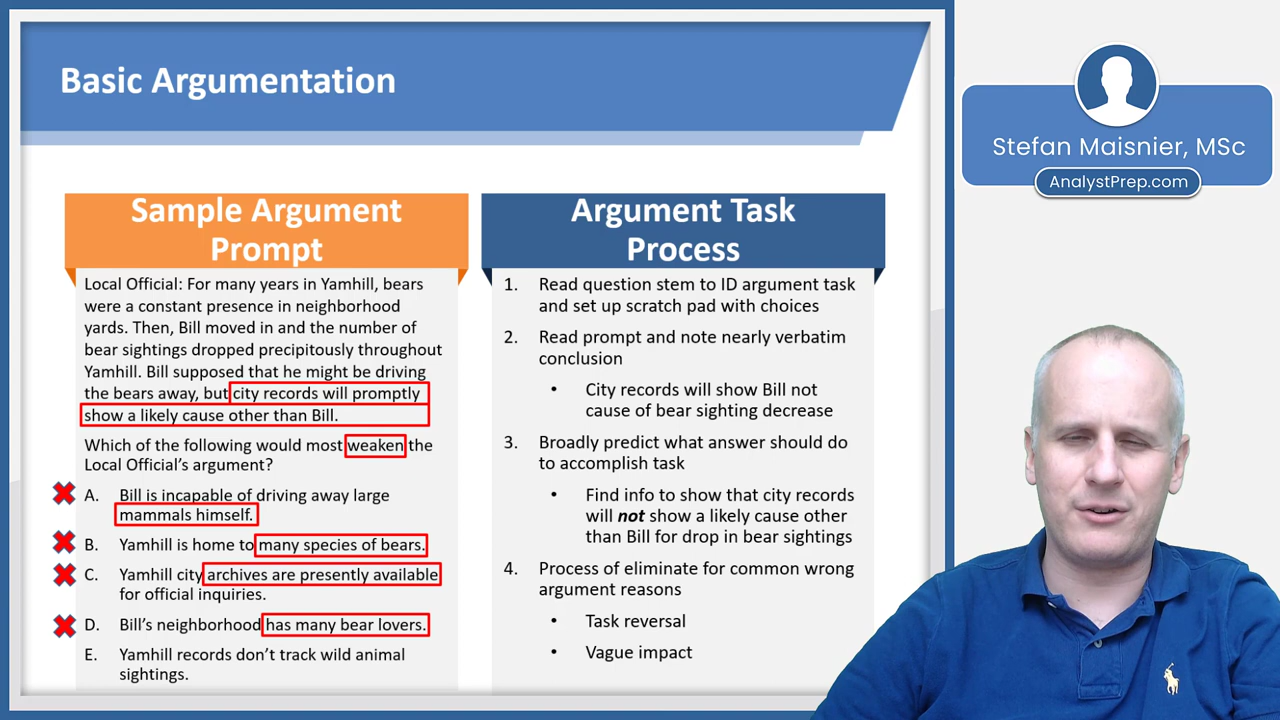 Basic Argumentation
Stefan Maisnier, MSc
AnalystPrep.com
Sample Argument
Prompt
Local Official: For many years in Yamhill, bears
were a constant presence in neighborhood
yards. Then, Bill moved in and the number of
bear sightings dropped precipitously throughout
Yamhill. Bill supposed that he might be driving
the bears away, but city records will promptly
show a likely cause other than Bill.
Which of the following would most weaken the
Local Official's argument?
A. Bill is incapable of driving away large
mammals himself.
B. Yamhill is home to many species of bears.
C. Yamhill city archives are presently available
for official inquiries.
D. Bill's neighborhood has many bear lovers.
E. Yamhill records don't track wild animal
sightings.
Argument Task
Process
1. Read question stem to ID argument task
and set up scratch pad with choices
2. Read prompt and note nearly verbatim
conclusion
• City records will show Bill not
cause of bear sighting decrease
3. Broadly predict what answer should do
to accomplish task
• Find info to show that city records
will not show a likely cause other
than Bill for drop in bear sightings
4. Process of eliminate for common wrong
argument reasons
• Task reversal
• Vague impact